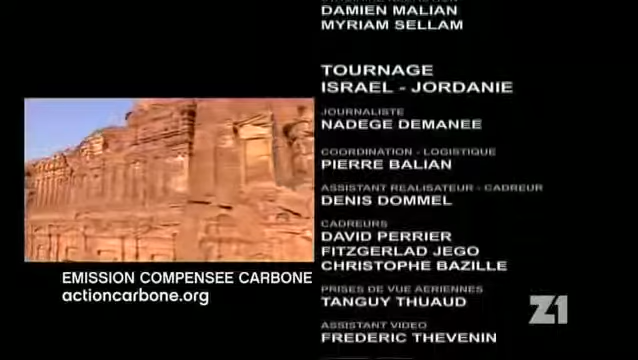 DAMIEN MALIAN
MYRIAM SELLAM
TOURNAGE
ISRAEL - JORDANIE
JOURNALISTE
NADEGE DEMANEE
COORDINATION - LOGISTIQUE
PIERRE BALIAN
ASSISTANT REALISATEUR - CADREUR
DENIS DOMMEL
CADREURS
DAVID PERRIER
FITZGERLAD JEGO
CHRISTOPHE BAZILLE
PRISES DE VUE AERIENNES
TANGUY THUAUD
ASSISTANT VIDEO
FREDERIC THEVENIN
EMISSION COMPENSEE CARBONE
actioncarbone.org
Z1